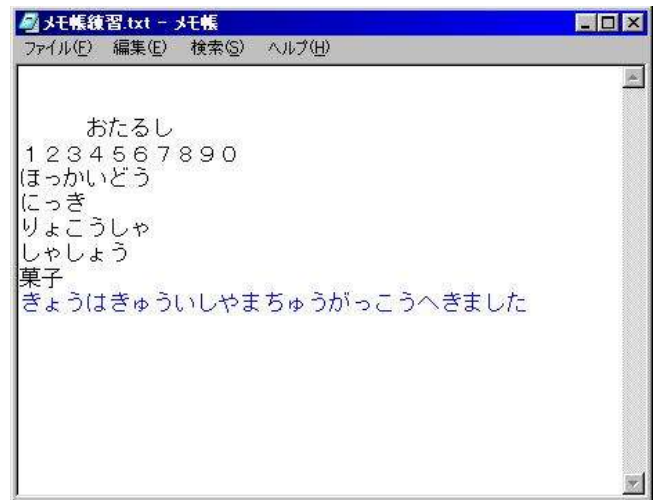 メモ帳練習.txt - メモ帳
ファイル(F) 編集(E) 検索(S) ヘルプ(H)
おたるし
１２３４５６７８９０
ほっかいどう
にっき
りょこうしゃ
しゃしょう
菓子
きょうはきゅういしやまちゅうがっこうへきました